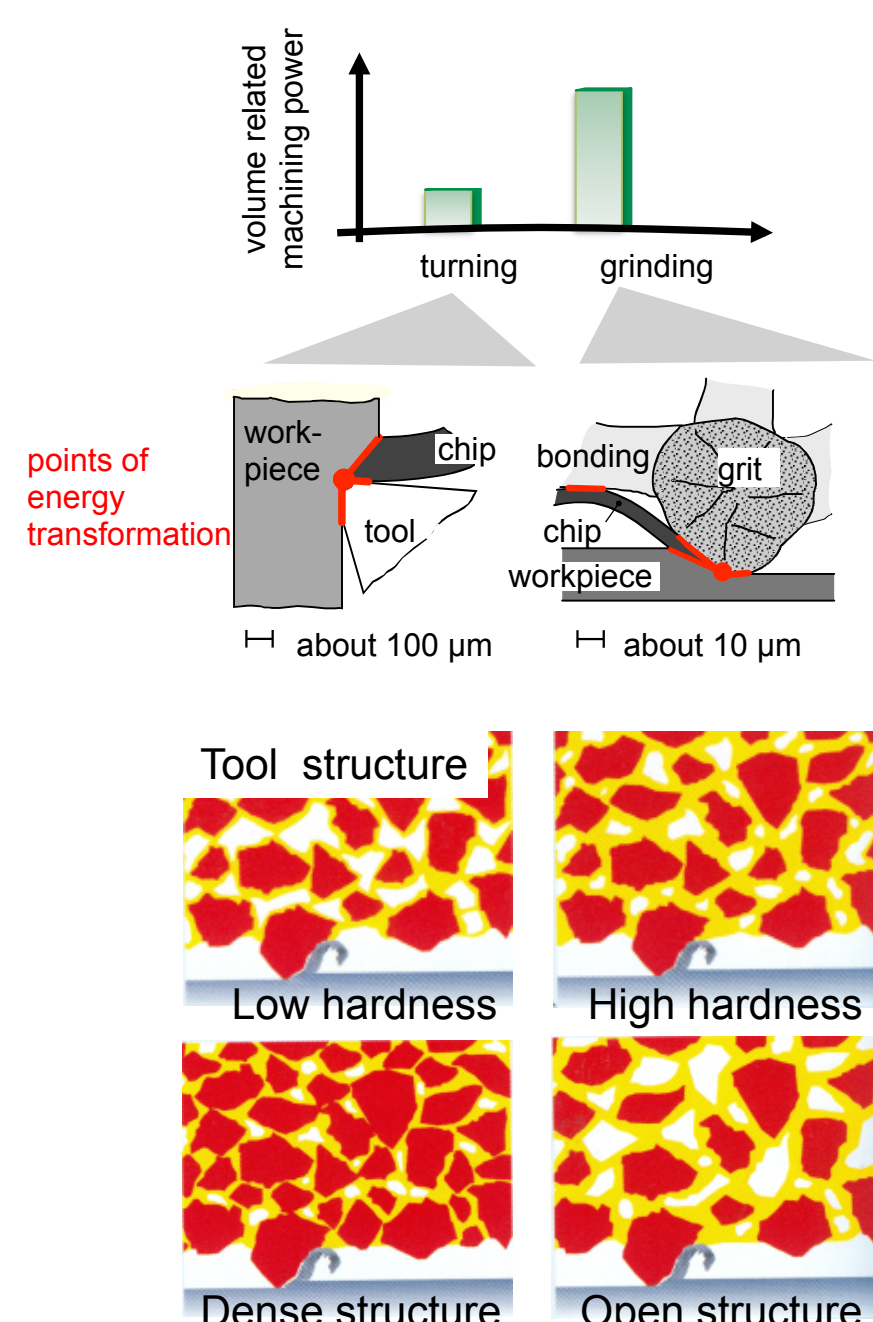 volume related
machining power
turning
grinding
points of
energy
transformation
work-
piece
chip
tool
bonding
grit
chip
workpiece
about 100 µm
about 10 µm
Tool structure
Low hardness
High hardness
Dense structure
Open structure